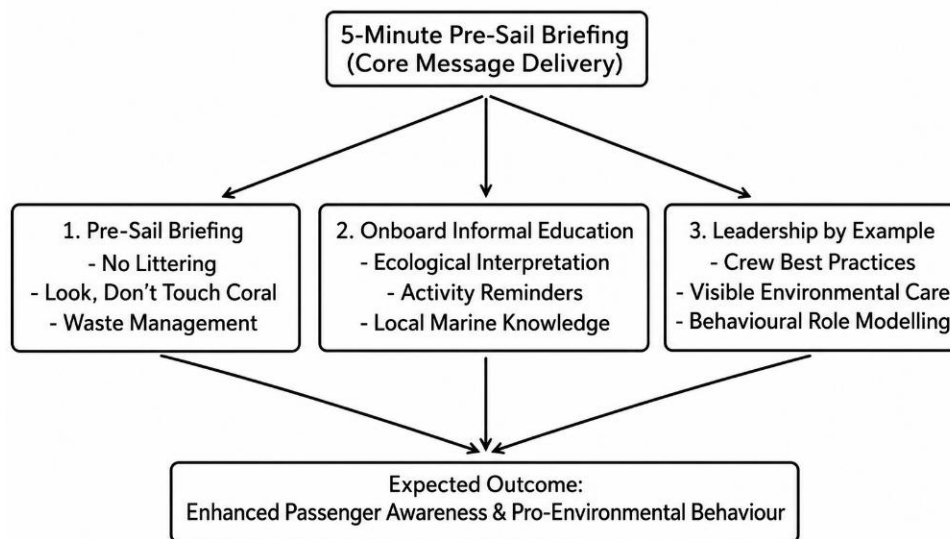 5-Minute Pre-Sail Briefing
(Core Message Delivery)
1. Pre-Sail Briefing
- No Littering
- Look, Don't Touch Coral
- Waste Management
2. Onboard Informal Education
- Ecological Interpretation
- Activity Reminders
- Local Marine Knowledge
3. Leadership by Example
- Crew Best Practices
- Visible Environmental Care
- Behavioural Role Modelling
Expected Outcome:
Enhanced Passenger Awareness & Pro-Environmental Behaviour